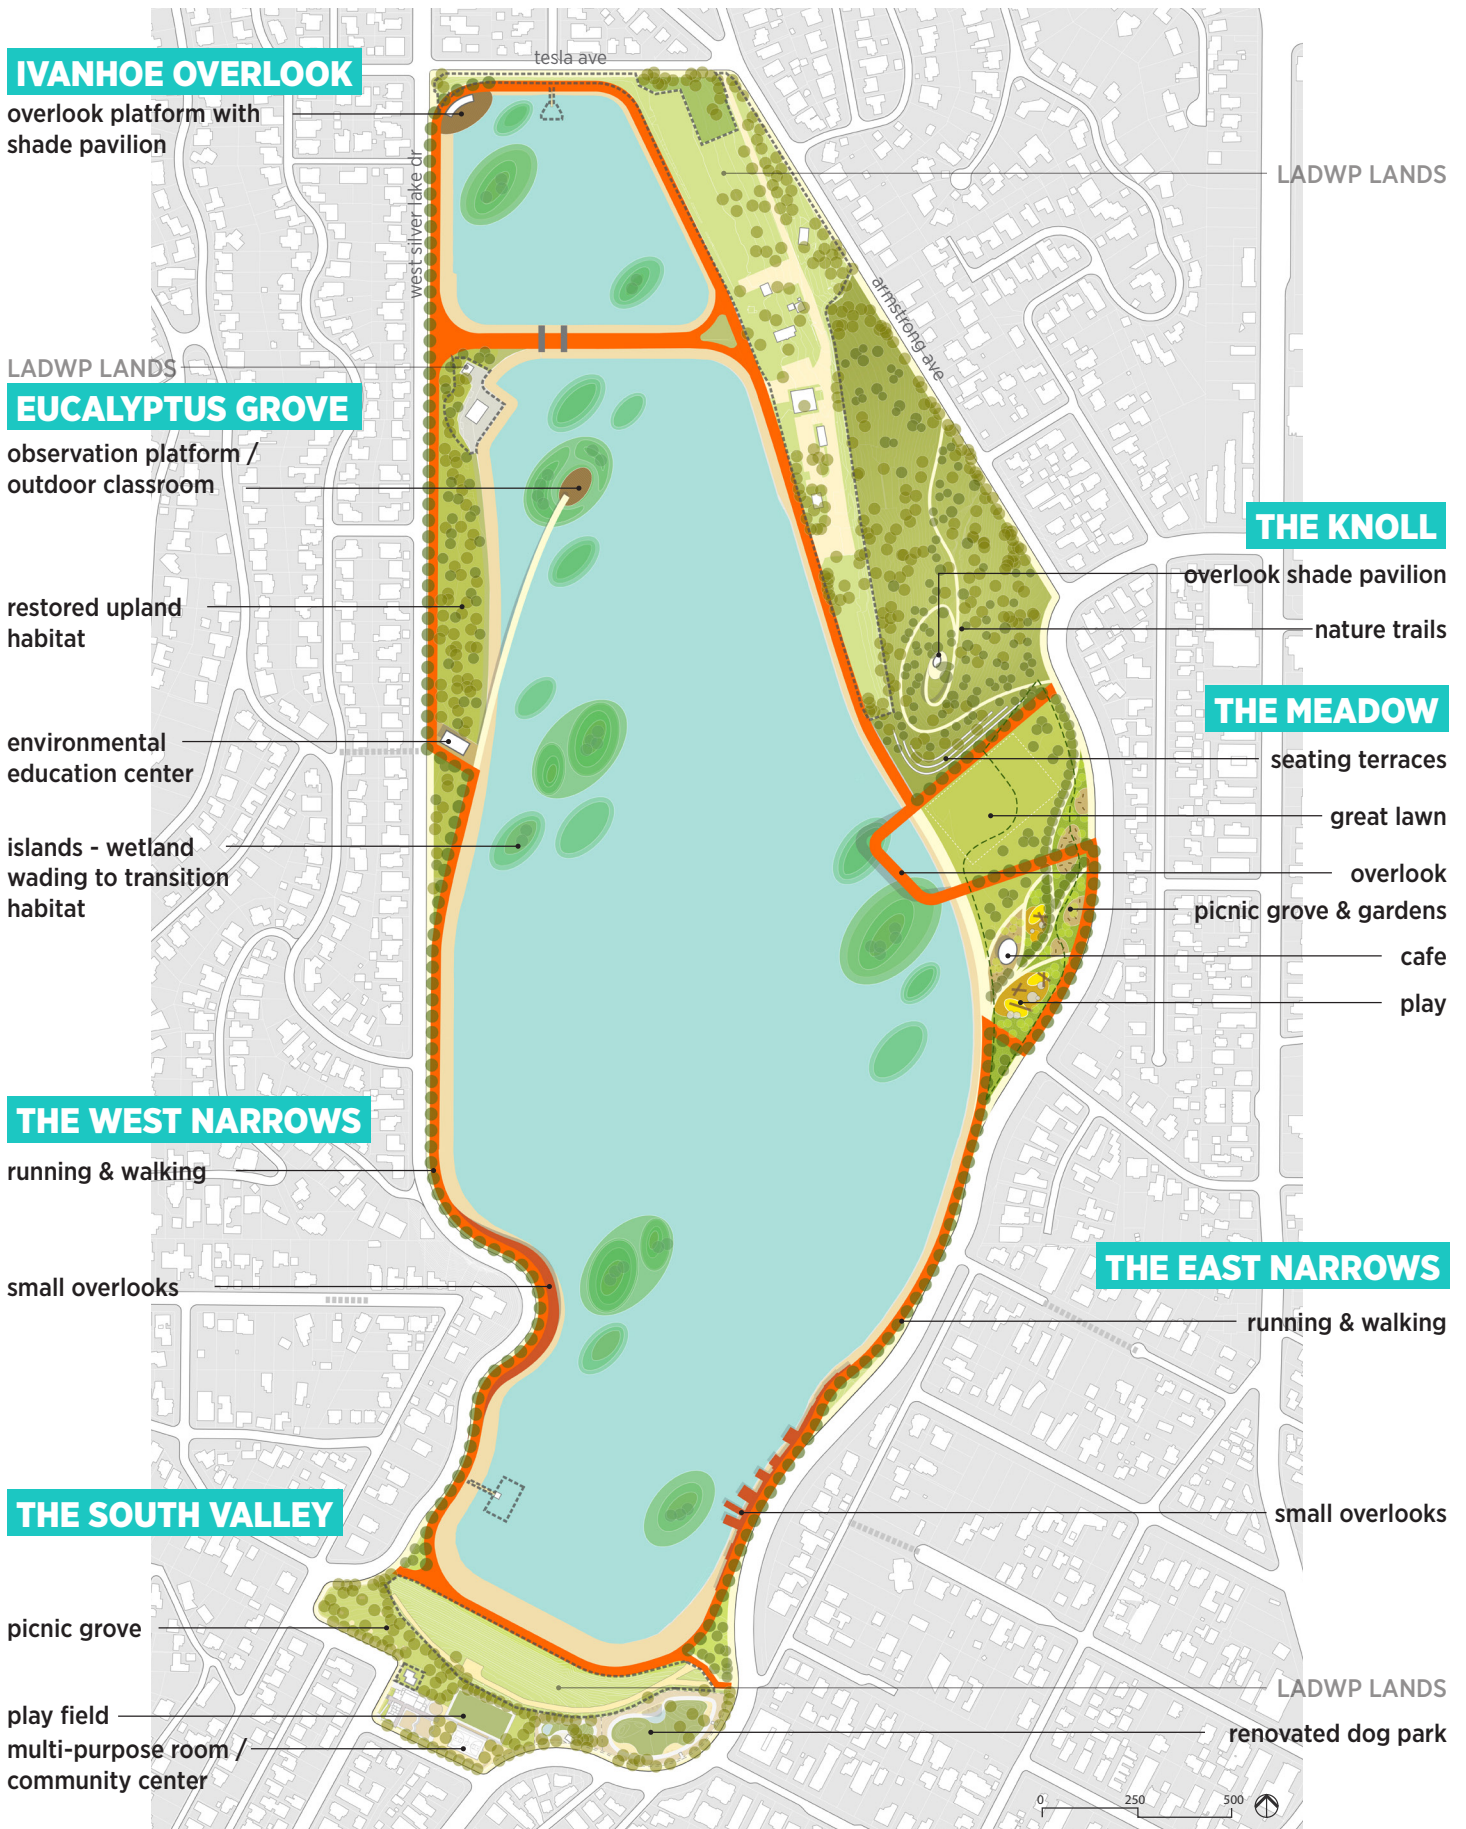 tesla ave
IVANHOE OVERLOOK
overlook platform with
shade pavilion
west silver lake dr
LADWP LANDS
armstrong ave
LADWP LANDS
EUCALYPTUS GROVE
observation platform /
outdoor classroom
restored upland
habitat
environmental
education center
islands - wetland
wading to transition
habitat
THE KNOLL
overlook shade pavilion
nature trails
THE MEADOW
seating terraces
great lawn
overlook
picnic grove & gardens
cafe
play
THE WEST NARROWS
running & walking
small overlooks
THE EAST NARROWS
running & walking
small overlooks
THE SOUTH VALLEY
picnic grove
play field
multi-purpose room /
community center
LADWP LANDS
renovated dog park
0 250 500